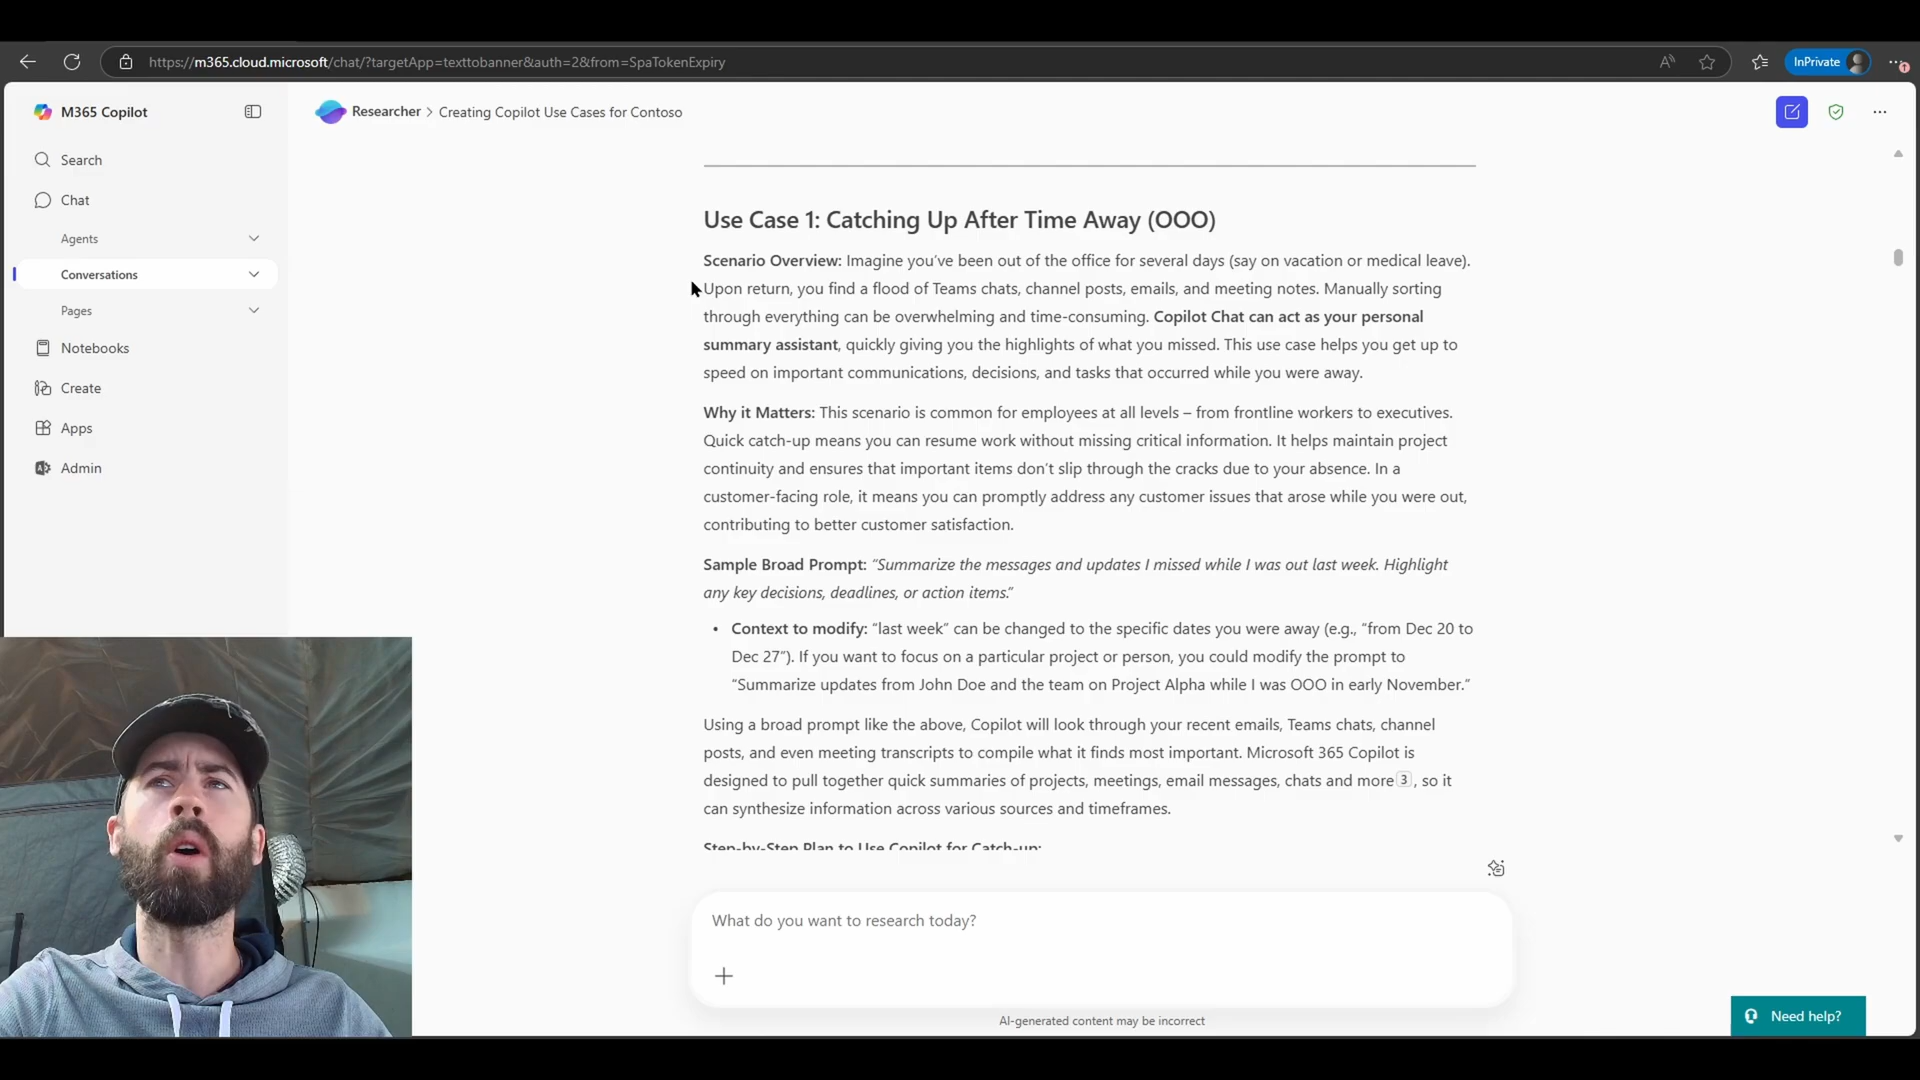 https://m365.cloud.microsoft/chat/?targetApp=texttobanner&auth=2&from=SpaTokenExpiry
InPrivate
M365 Copilot
Researcher > Creating Copilot Use Cases for Contoso
Search
Chat
Agents
Conversations
Pages
Notebooks
Create
Apps
Admin
Use Case 1: Catching Up After Time Away (OOO)
Scenario Overview: Imagine you’ve been out of the office for several days (say on vacation or medical leave).
Upon return, you find a flood of Teams chats, channel posts, emails, and meeting notes. Manually sorting
through everything can be overwhelming and time-consuming. Copilot Chat can act as your personal
summary assistant, quickly giving you the highlights of what you missed. This use case helps you get up to
speed on important communications, decisions, and tasks that occurred while you were away.
Why it Matters: This scenario is common for employees at all levels – from frontline workers to executives.
Quick catch-up means you can resume work without missing critical information. It helps maintain project
continuity and ensures that important items don’t slip through the cracks due to your absence. In a
customer-facing role, it means you can promptly address any customer issues that arose while you were out,
contributing to better customer satisfaction.
Sample Broad Prompt: “Summarize the messages and updates I missed while I was out last week. Highlight
any key decisions, deadlines, or action items.”
• Context to modify: “last week” can be changed to the specific dates you were away (e.g., “from Dec 20 to
Dec 27”). If you want to focus on a particular project or person, you could modify the prompt to
“Summarize updates from John Doe and the team on Project Alpha while I was OOO in early November.”
Using a broad prompt like the above, Copilot will look through your recent emails, Teams chats, channel
posts, and even meeting transcripts to compile what it finds most important. Microsoft 365 Copilot is
designed to pull together quick summaries of projects, meetings, email messages, chats and more 3 , so it
can synthesize information across various sources and timeframes.
Step-by-Step Plan to Use Copilot for Catch-up:
What do you want to research today?
AI-generated content may be incorrect
Need help?